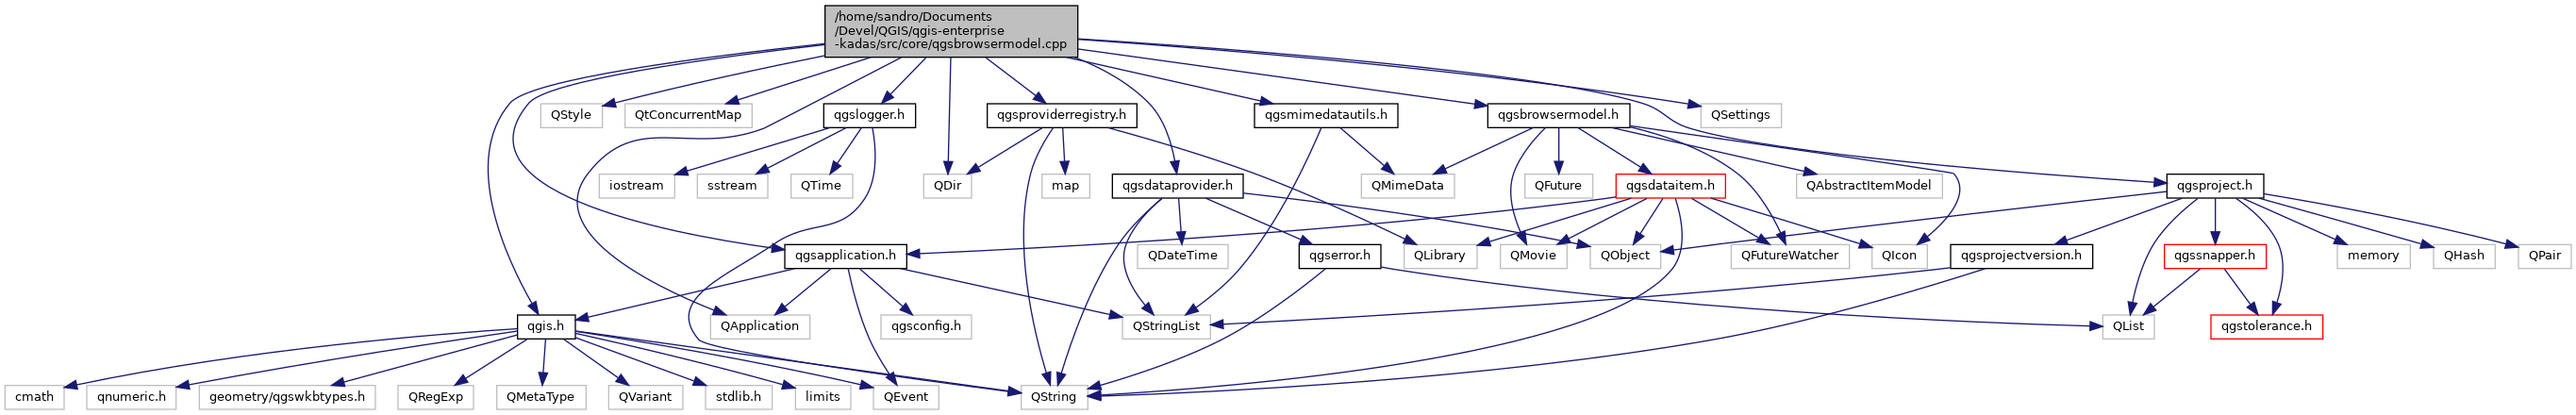 /home/sandro/Documents
/Devel/QGIS/qgis-enterprise
-kadas/src/core/qgsbrowsermodel.cpp
QStyle
QtConcurrentMap
qgslogger.h
qgsproviderregistry.h
qgsmimedatautils.h
qgsbrowsermodel.h
QSettings
iostream
sstream
QTime
QDir
map
qgsdataprovider.h
QMimeData
QFuture
qgsdataitem.h
QAbstractItemModel
qgsproject.h
qgsapplication.h
QDateTime
qgserror.h
QLibrary
QMovie
QObject
QFutureWatcher
QIcon
qgsprojectversion.h
qgssnapper.h
memory
QHash
QPair
qgis.h
QApplication
qgsconfig.h
QStringList
QList
qgstolerance.h
cmath
qnumeric.h
geometry/qgswkbtypes.h
QRegExp
QMetaType
QVariant
stdlib.h
limits
QEvent
QString